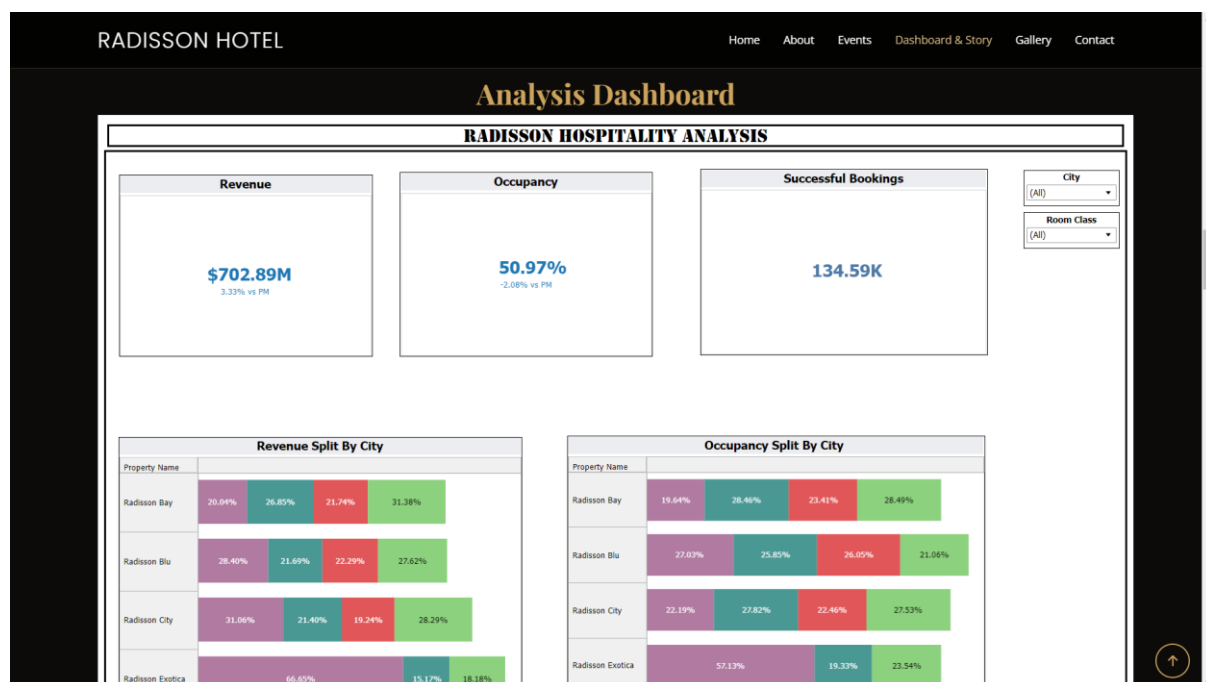 RADISSON HOTEL
Home About Events Dashboard & Story Gallery Contact
Analysis Dashboard
RADISSON HOSPITALITY ANALYSIS
Revenue
$702.89M
3.33% vs PM
Occupancy
50.97%
-2.08% vs PM
Successful Bookings
134.59K
City
(All)
Room Class
(All)
Revenue Split By City
Property Name
Radisson Bay 20.04% 26.85% 21.74% 31.38%
Radisson Blu 28.40% 21.69% 22.29% 27.62%
Radisson City 31.06% 21.40% 19.24% 28.29%
Radisson Exotica 66.65% 15.17% 18.18%
Occupancy Split By City
Property Name
Radisson Bay 19.64% 28.46% 23.41% 28.49%
Radisson Blu 27.03% 25.85% 26.05% 21.06%
Radisson City 22.19% 27.82% 22.46% 27.53%
Radisson Exotica 57.13% 19.33% 23.54%